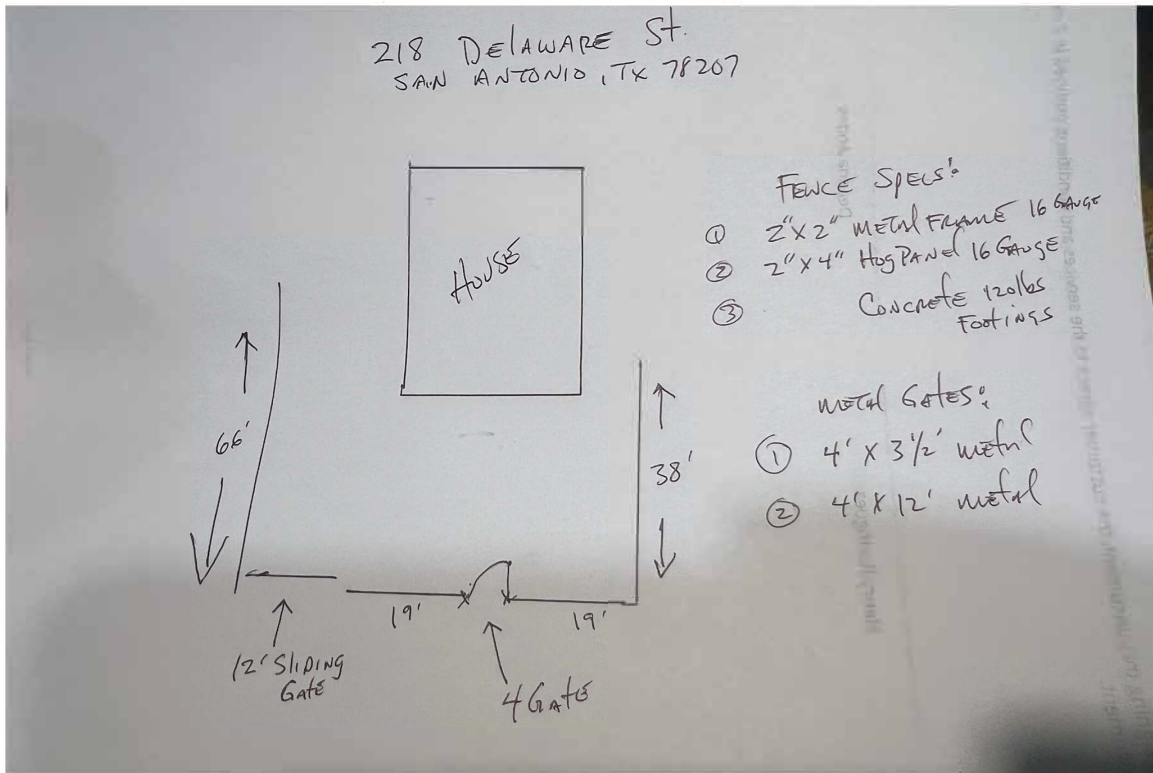 218 DELAWARE St.
SAN ANTONIO, TX 78207
FENCE SPECS:
① 2"X2" METAL FRAME 16 GAUGE
② 2"X4" HOG PANEL 16 GAUGE
③ CONCRETE 120lbs
FOOTINGS
HOUSE
METAL GATES:
① 4' X 3 1/2' metal
② 4' X 12' metal
66'
38'
19'
19'
12' SLIDING
GATE
4 GATE